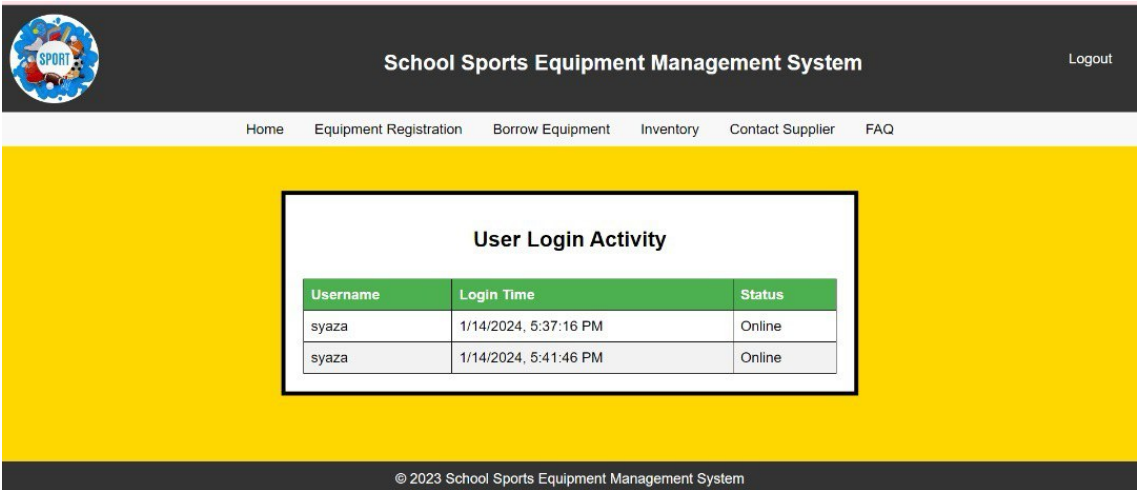 SPORT
School Sports Equipment Management System
Logout
Home Equipment Registration Borrow Equipment Inventory Contact Supplier FAQ
User Login Activity
Username Login Time Status
syaza 1/14/2024, 5:37:16 PM Online
syaza 1/14/2024, 5:41:46 PM Online
© 2023 School Sports Equipment Management System